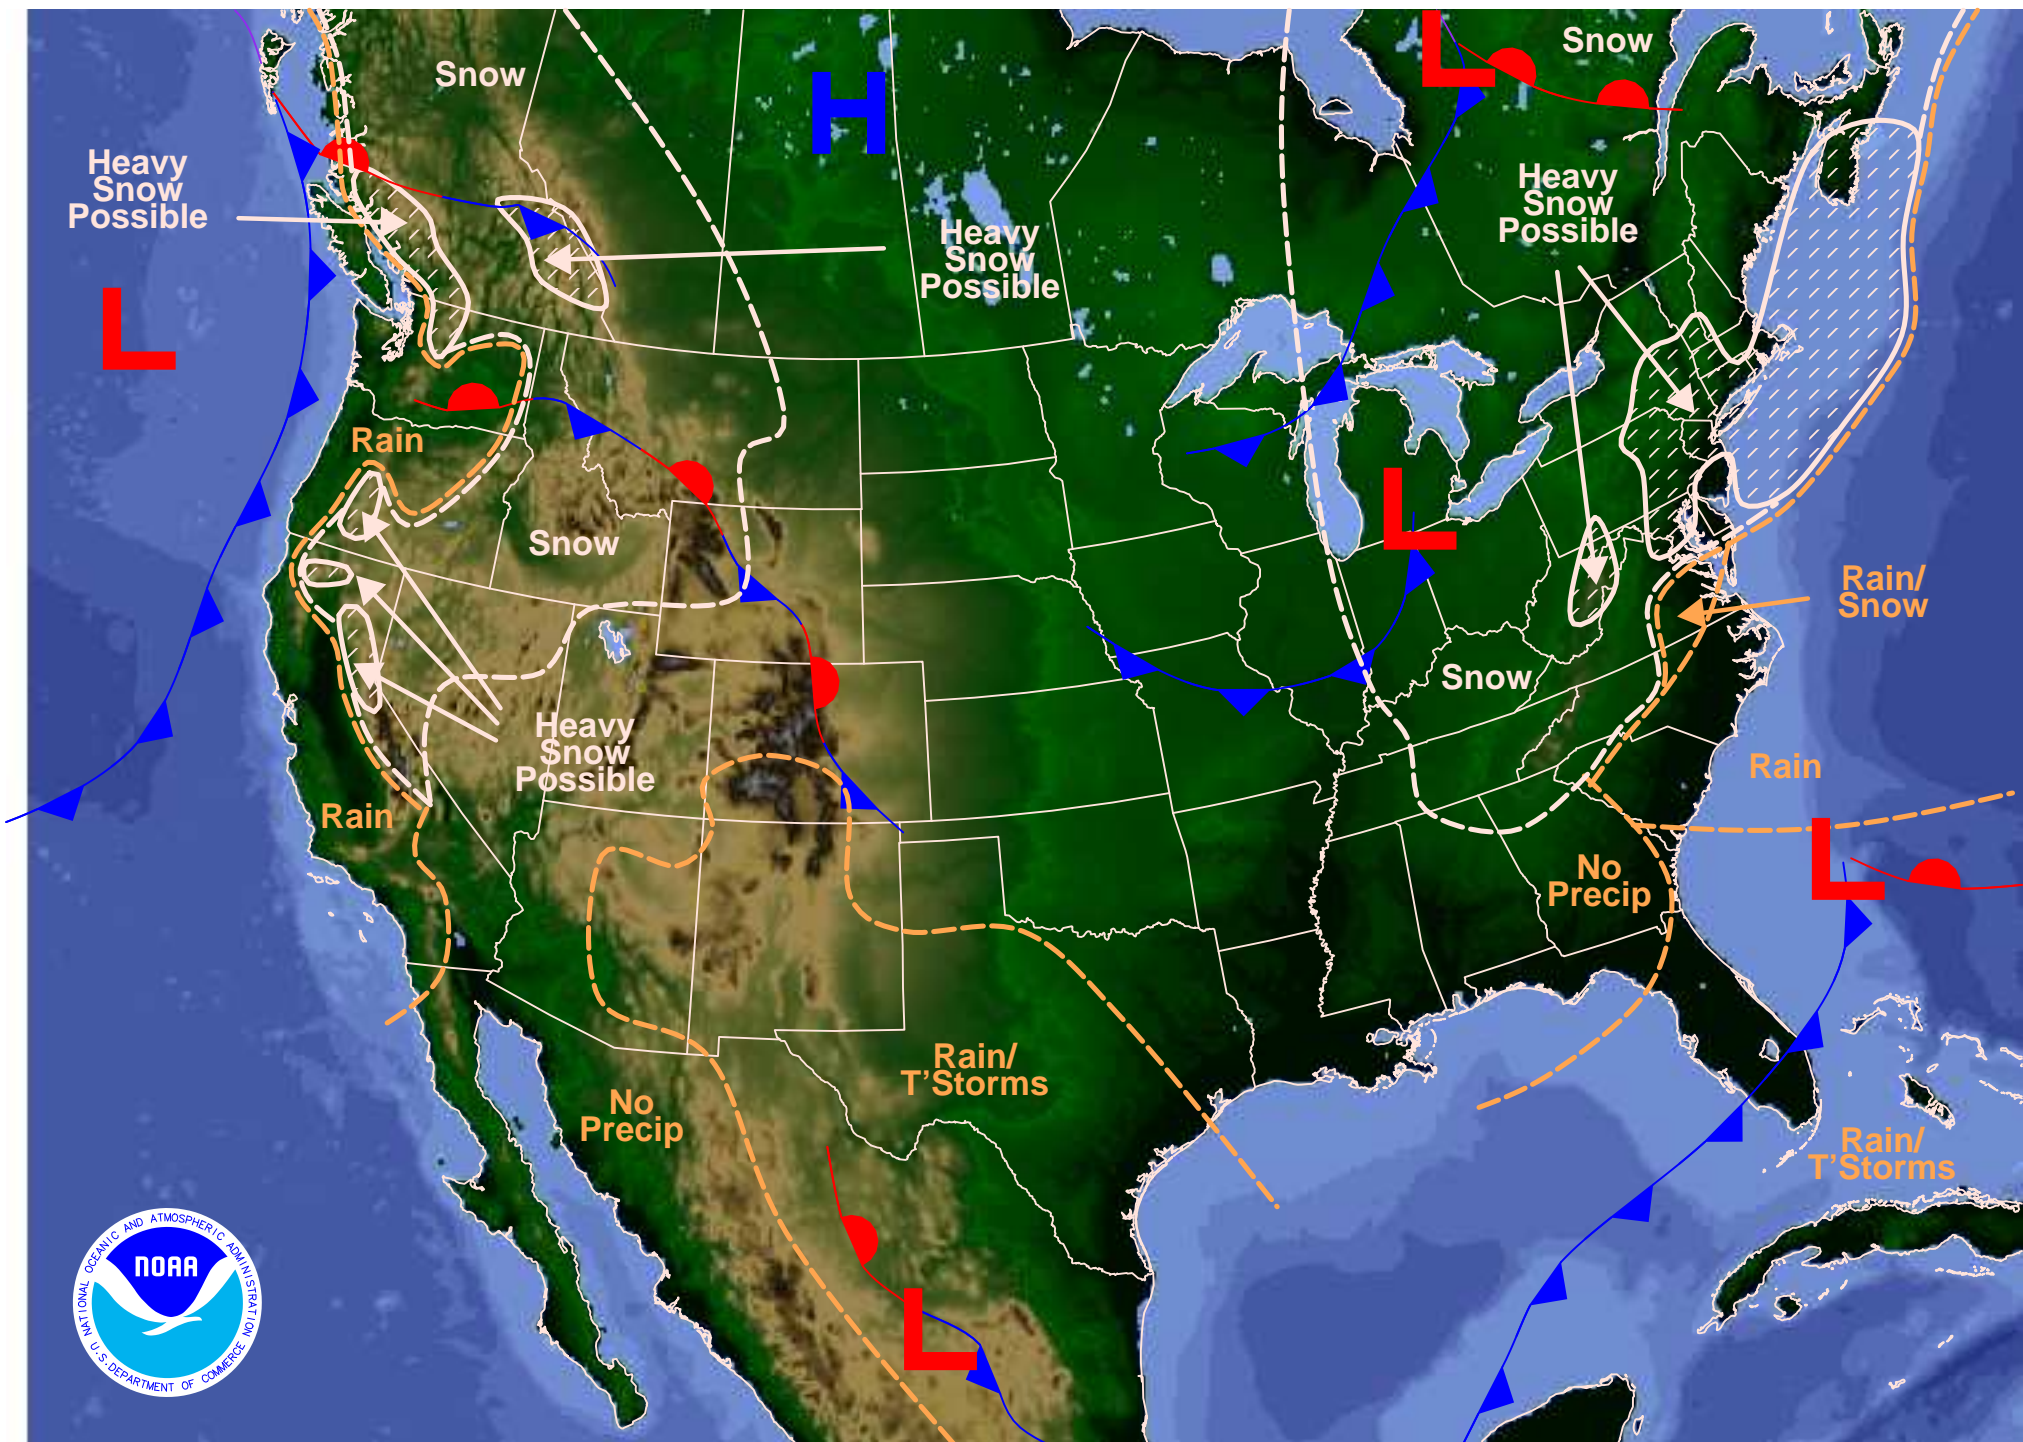 Snow
H
L
Snow
Heavy
Snow
Possible
Heavy
Snow
Possible
Heavy
Snow
Possible
L
Rain
L
Snow
Rain/
Snow
Snow
Heavy
Snow
Possible
Rain
Rain
L
No
Precip
Rain/
T'Storms
No
Precip
Rain/
T'Storms
L
NATIONAL OCEANIC AND ATMOSPHERIC ADMINISTRATION
NOAA
U.S. DEPARTMENT OF COMMERCE